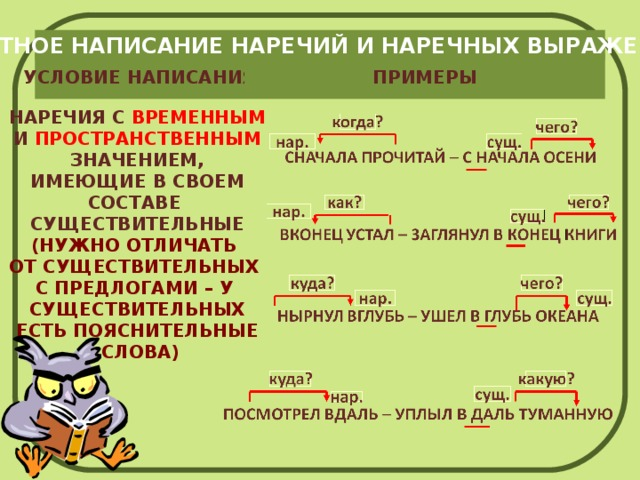 ТНОЕ НАПИСАНИЕ НАРЕЧИЙ И НАРЕЧНЫХ ВЫРАЖЕ
УСЛОВИЕ НАПИСАНИ
ПРИМЕРЫ
НАРЕЧИЯ С ВРЕМЕННЫМ
И ПРОСТРАНСТВЕННЫМ
ЗНАЧЕНИЕМ,
ИМЕЮЩИЕ В СВОЕМ
СОСТАВЕ
СУЩЕСТВИТЕЛЬНЫЕ
(НУЖНО ОТЛИЧАТЬ
ОТ СУЩЕСТВИТЕЛЬНЫХ
С ПРЕДЛОГАМИ – У
СУЩЕСТВИТЕЛЬНЫХ
ЕСТЬ ПОЯСНИТЕЛЬНЫЕ
СЛОВА)
когда? чего?
нар. сущ.
СНАЧАЛА ПРОЧИТАЙ – С НАЧАЛА ОСЕНИ
как? чего?
нар. сущ.
ВКОНЕЦ УСТАЛ – ЗАГЛЯНУЛ В КОНЕЦ КНИГИ
куда? чего?
нар. сущ.
НЫРНУЛ ВГЛУБЬ – УШЕЛ В ГЛУБЬ ОКЕАНА
куда? какую?
нар. сущ.
ПОСМОТРЕЛ ВДАЛЬ – УПЛЫЛ В ДАЛЬ ТУМАННУЮ